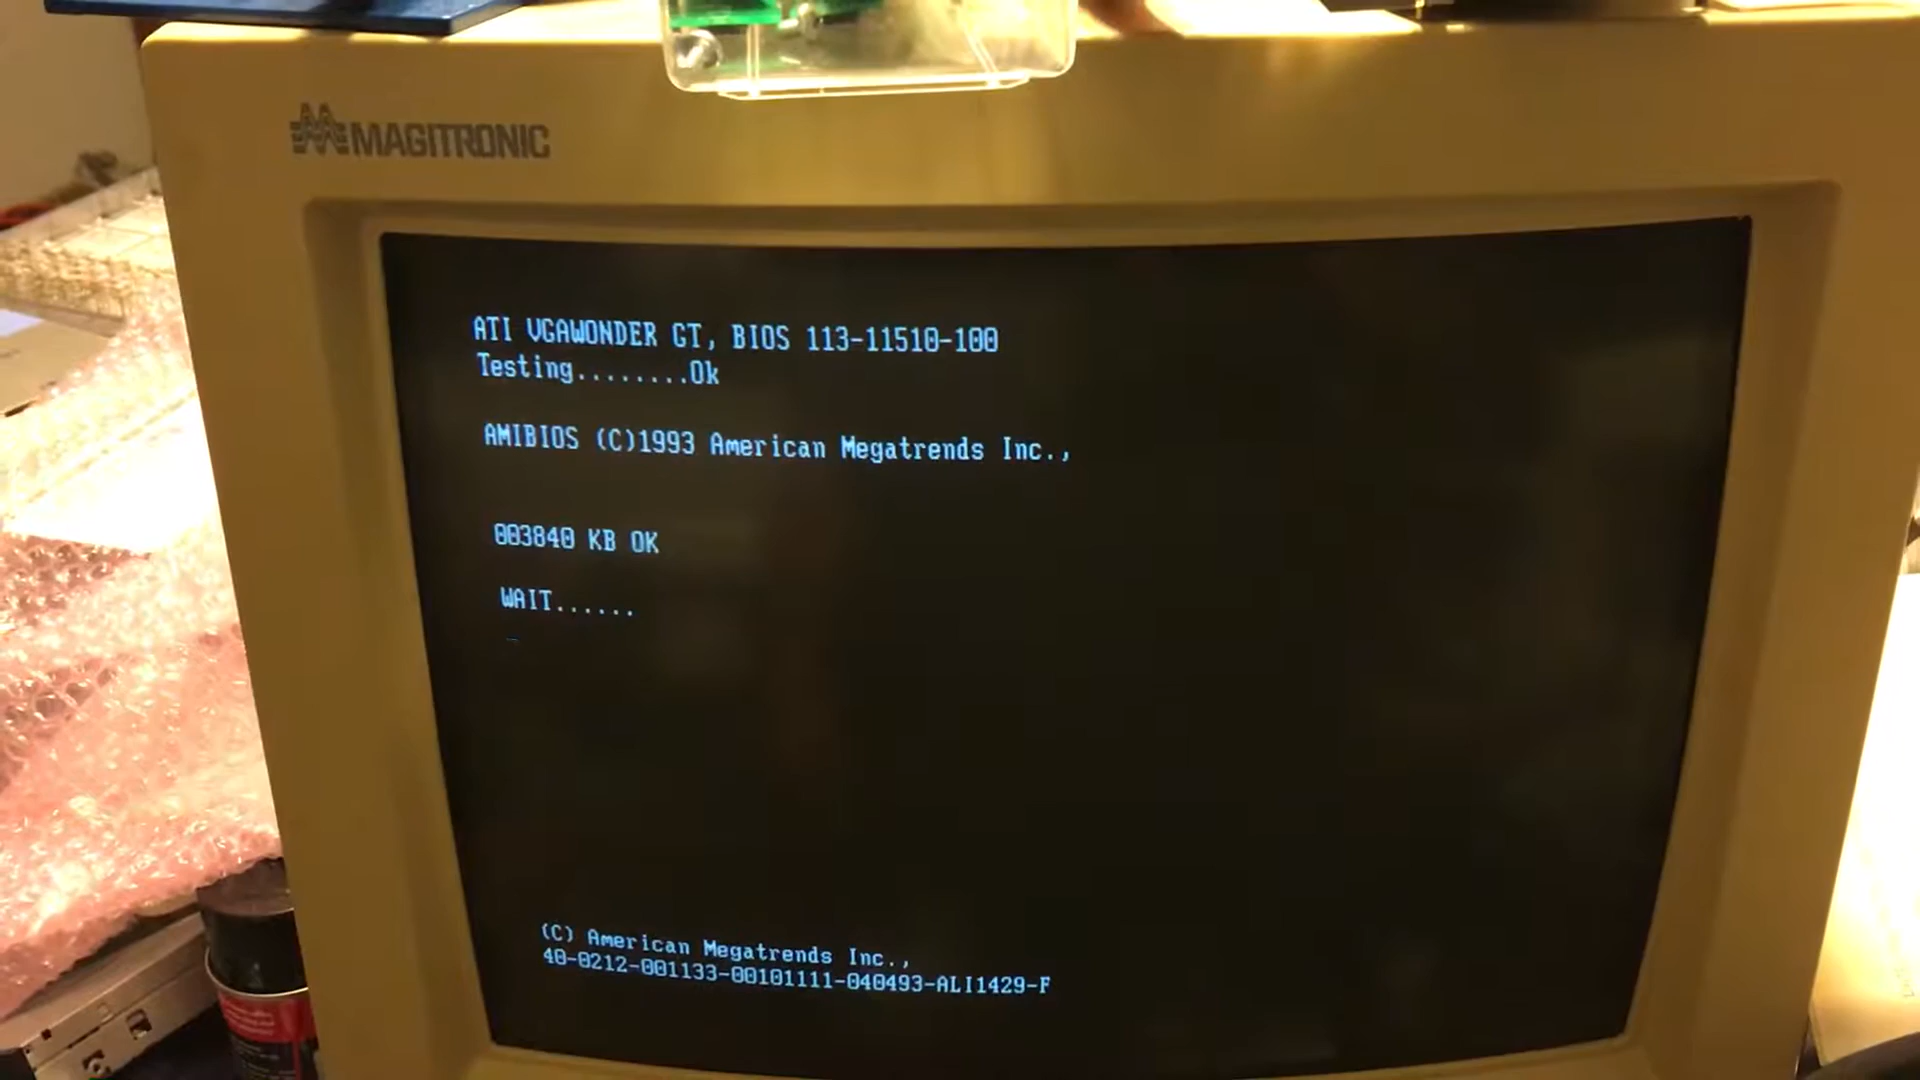 MAGITRONIC
ATI VGAWONDER GT, BIOS 113-11510-100
Testing........Ok
AMIBIOS (C)1993 American Megatrends Inc.,
003840 KB OK
WAIT......
(C) American Megatrends Inc.,
40-0212-001133-00101111-040493-ALI1429-F